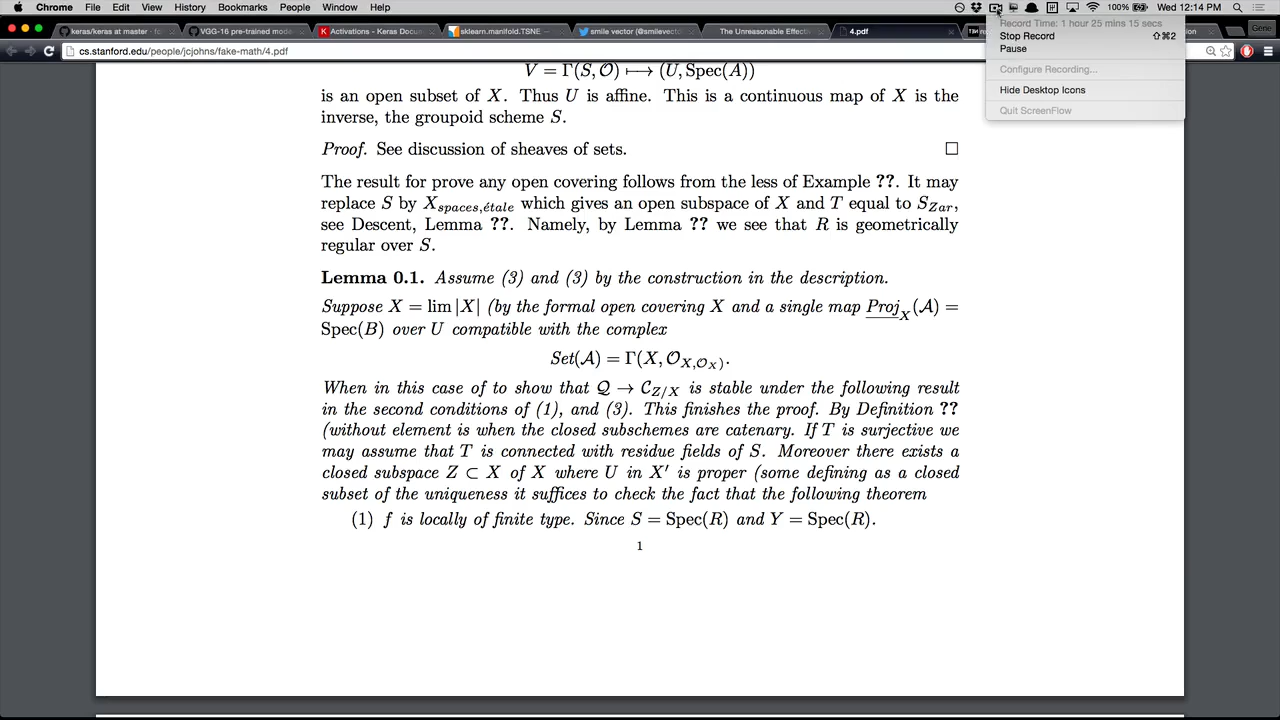 Chrome File Edit View History Bookmarks People Window Help 100% Wed 12:14 PM
Record Time: 1 hour 25 mins 15 secs
Stop Record ⇧⌘2
Pause
Configure Recording...
Hide Desktop Icons
Quit ScreenFlow
keras/keras at master · fo VGG-16 pre-trained mode Activations - Keras Docu sklearn.manifold.TSNE — smile vector (@smilevector The Unreasonable Effectiv 4.pdf Gene
cs.stanford.edu/people/jcjohns/fake-math/4.pdf
V = Γ(S, O) ⟼ (U, Spec(A))
is an open subset of X. Thus U is affine. This is a continuous map of X is the
inverse, the groupoid scheme S.
Proof. See discussion of sheaves of sets. □
The result for prove any open covering follows from the less of Example ??. It may
replace S by X_{spaces,étale} which gives an open subspace of X and T equal to S_{Zar},
see Descent, Lemma ??. Namely, by Lemma ?? we see that R is geometrically
regular over S.
Lemma 0.1. Assume (3) and (3) by the construction in the description.
Suppose X = lim |X| (by the formal open covering X and a single map Proj_X(A) =
Spec(B) over U compatible with the complex
Set(A) = Γ(X, O_{X,O_X}).
When in this case of to show that Q → C_{Z/X} is stable under the following result
in the second conditions of (1), and (3). This finishes the proof. By Definition ??
(without element is when the closed subschemes are catenary. If T is surjective we
may assume that T is connected with residue fields of S. Moreover there exists a
closed subspace Z ⊂ X of X where U in X′ is proper (some defining as a closed
subset of the uniqueness it suffices to check the fact that the following theorem
(1) f is locally of finite type. Since S = Spec(R) and Y = Spec(R).
1